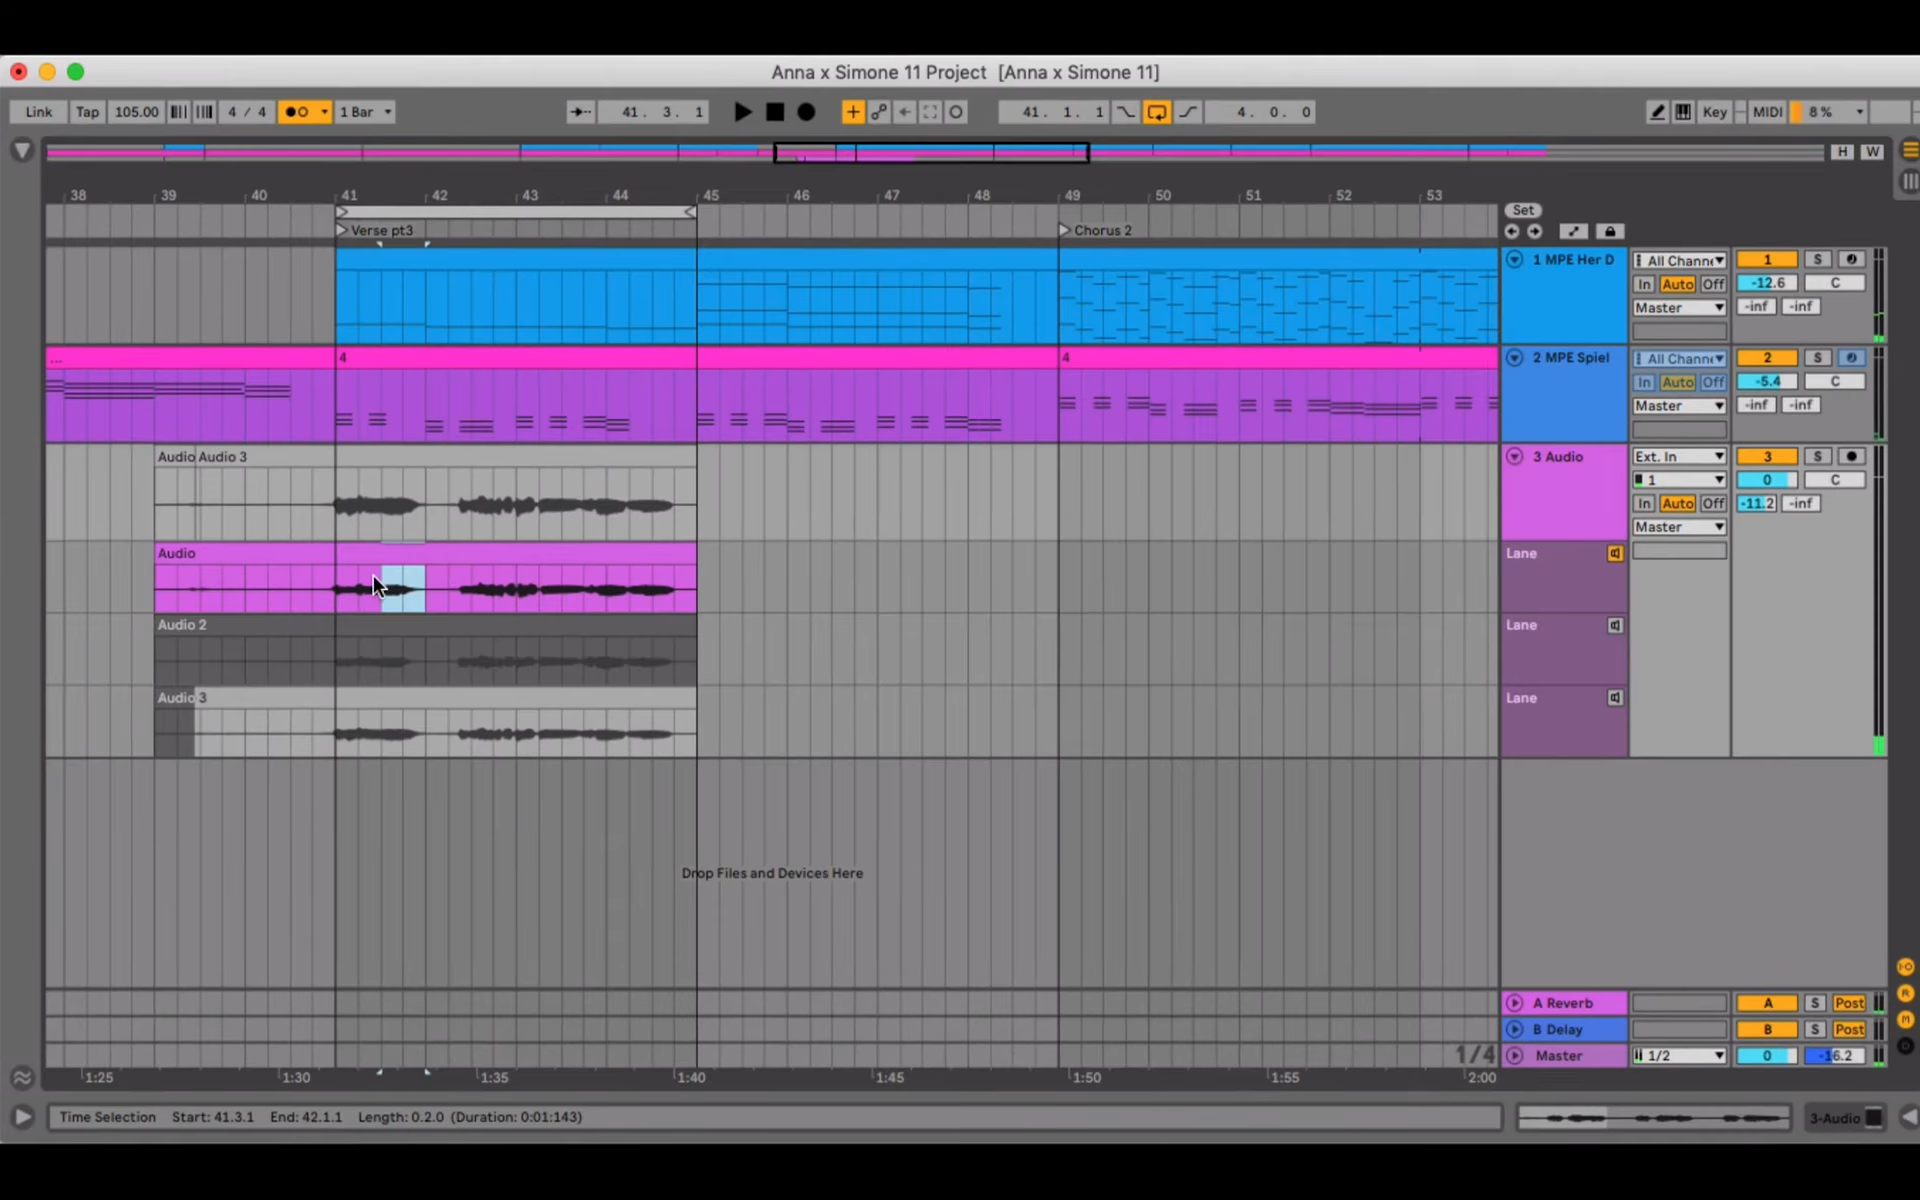 Anna x Simone 11 Project [Anna x Simone 11]
Link Tap 105.00 4 / 4 1 Bar 41. 3. 1 41. 1. 1 4. 0. 0 Key MIDI 8 %
H W
38 39 40 41 42 43 44 45 46 47 48 49 50 51 52 53
Set
Verse pt3 Chorus 2
1 MPE Her D All Channe 1 S
In Auto Off -12.6 C
Master -inf -inf
... 4 4
2 MPE Spiel All Channe 2 S
In Auto Off -5.4 C
Master -inf -inf
Audio Audio 3
3 Audio Ext. In 3 S
1 0 C
In Auto Off -11.2 -inf
Master
Audio Lane
Audio 2 Lane
Audio 3 Lane
Drop Files and Devices Here
A Reverb A S Post
B Delay B S Post
1/4 Master 1/2 0 -16.2
1:25 1:30 1:35 1:40 1:45 1:50 1:55 2:00
Time Selection Start: 41.3.1 End: 42.1.1 Length: 0.2.0 (Duration: 0:01:143)
3-Audio